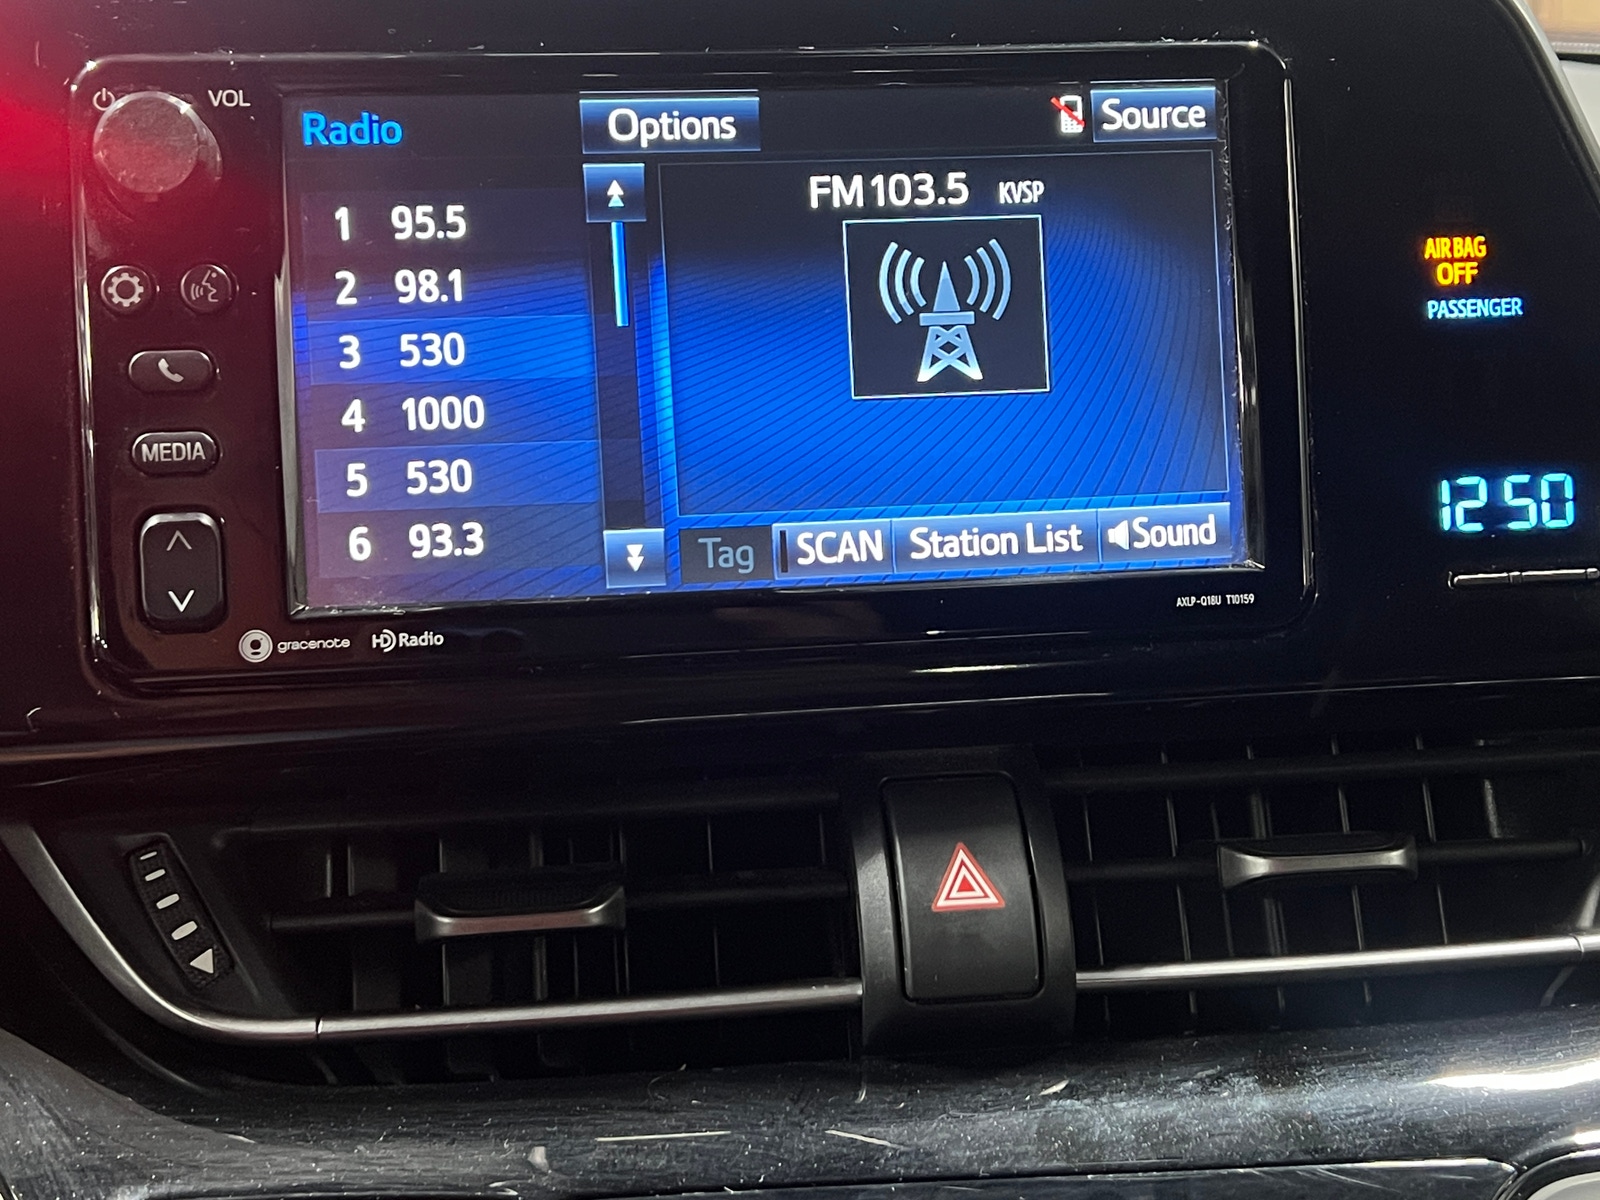 VOL
Radio
Options
Source
FM 103.5 KVSP
1 95.5
2 98.1
3 530
4 1000
5 530
6 93.3
Tag
SCAN
Station List
Sound
MEDIA
AXLP-Q18U T10159
gracenote
HD Radio
AIR BAG
OFF
PASSENGER
12 50